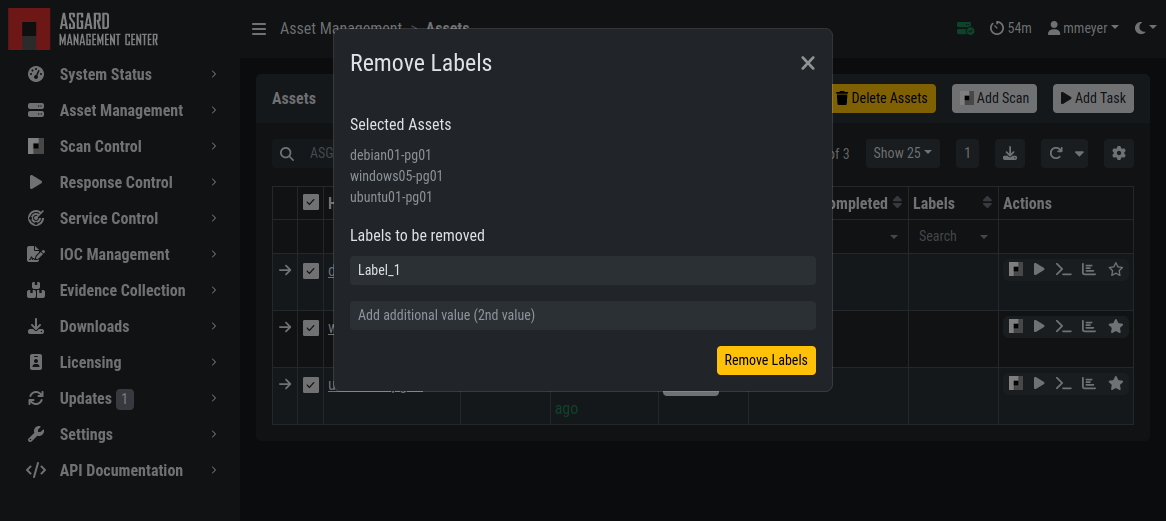 ASGARD
MANAGEMENT CENTER
Asset Management > Assets
54m
mmeyer
System Status
Asset Management
Scan Control
Response Control
Service Control
IOC Management
Evidence Collection
Downloads
Licensing
Updates 1
Settings
API Documentation
Assets
Delete Assets
Add Scan
Add Task
ASG
of 3
Show 25
1
Labels
Actions
Search
ago
Remove Labels
Selected Assets
debian01-pg01
windows05-pg01
ubuntu01-pg01
Labels to be removed
Label_1
Add additional value (2nd value)
Remove Labels